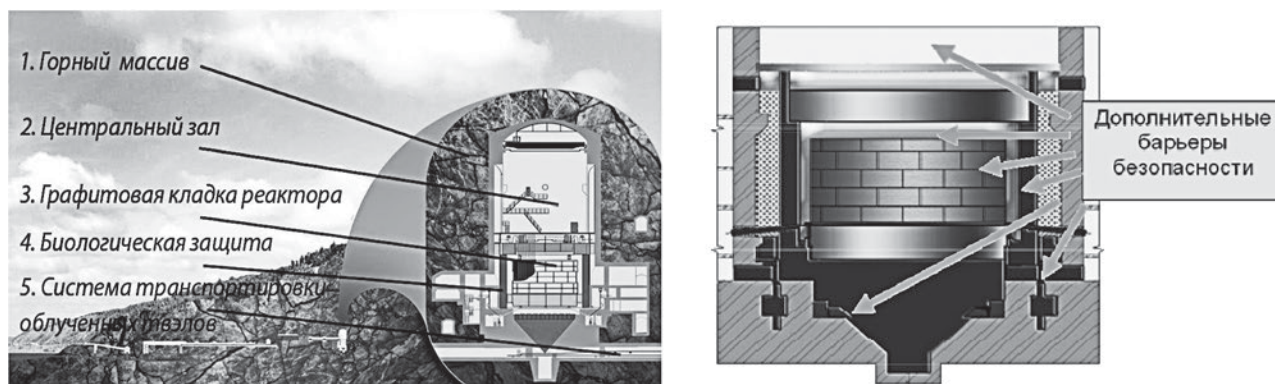 1. Горный массив
2. Центральный зал
3. Графитовая кладка реактора
4. Биологическая защита
5. Система транспортировки
облученных твэлов
Дополнительные
барьеры
безопасности